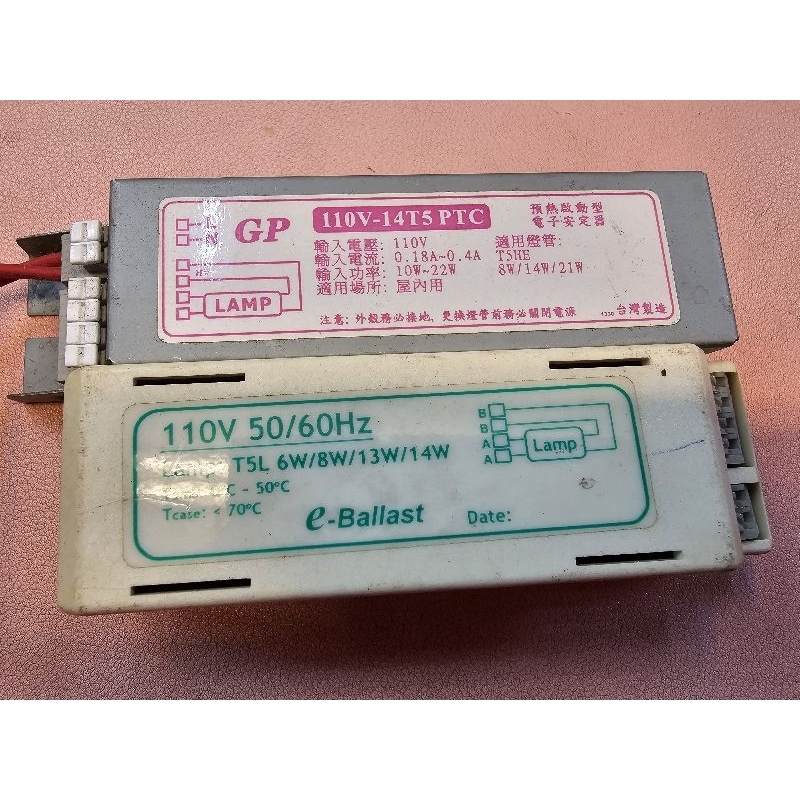 GP
110V-14T5 PTC
預熱啟動型
電子安定器
輸入電壓: 110V
輸入電流: 0.18A~0.4A
輸入功率: 10W~22W
適用場所: 屋內用
適用燈管:
T5HE
8W/14W/21W
LAMP
注意: 外殼務必接地, 更換燈管前務必關閉電源
台灣製造
110V 50/60Hz
T5L 6W/8W/13W/14W
- 50°C
Tcase: < 70°C
e-Ballast
Date:
B
B
A
A
Lamp